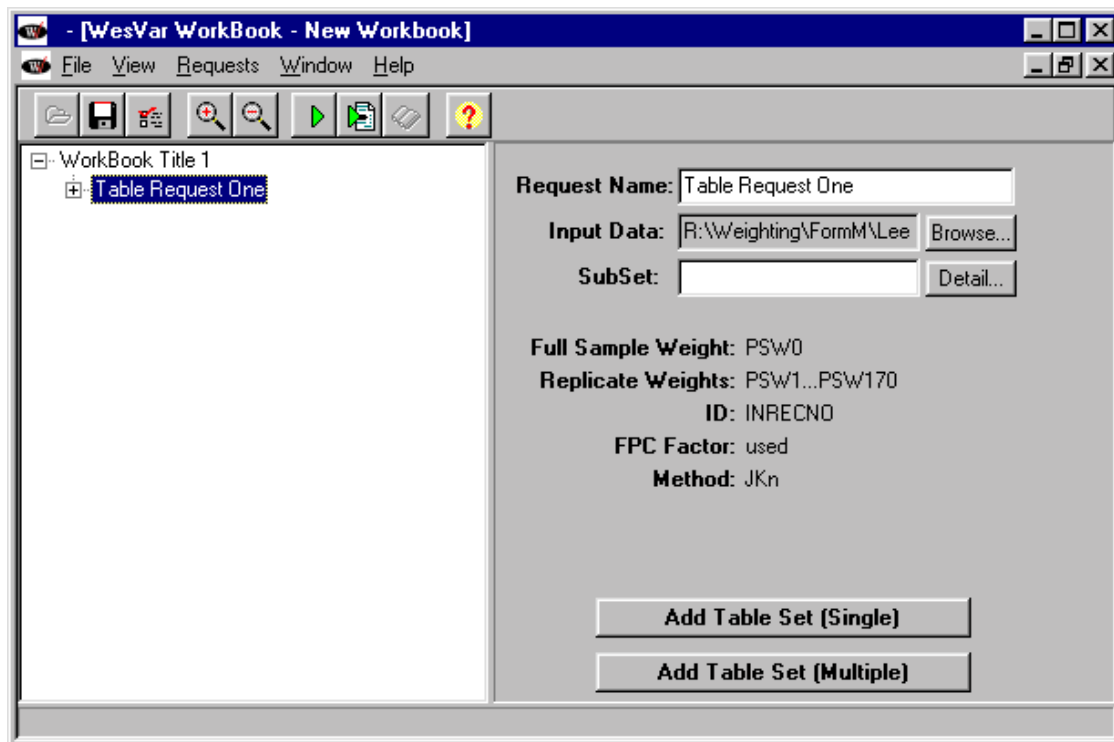 - [WesVar WorkBook - New Workbook]
File View Requests Window Help
WorkBook Title 1
Table Request One
Request Name: Table Request One
Input Data: R:\Weighting\FormM\Lee Browse...
SubSet: Detail...
Full Sample Weight: PSW0
Replicate Weights: PSW1...PSW170
ID: INRECNO
FPC Factor: used
Method: JKn
Add Table Set (Single)
Add Table Set (Multiple)